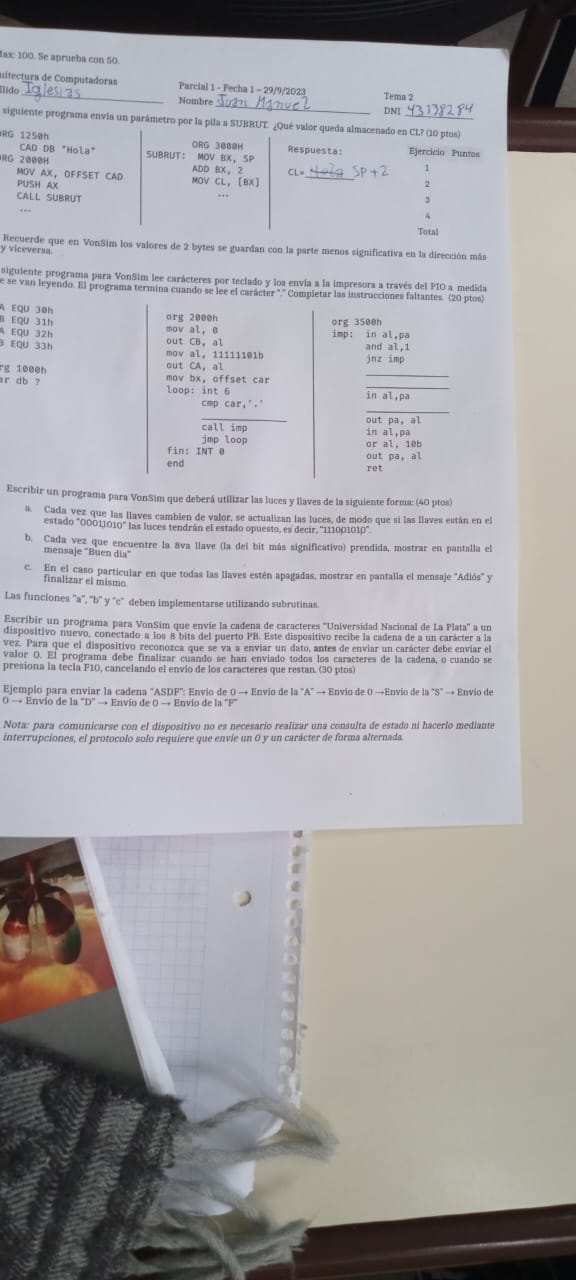 Max: 100. Se aprueba con 50.
uitectura de Computadoras
Parcial 1 - Fecha 1 – 29/9/2023
Tema 2
llido Iglesias
Nombre Juan Manuel
DNI 43138284
siguiente programa envía un parámetro por la pila a SUBRUT. ¿Qué valor queda almacenado en CL? (10 ptos)
ORG 1250h
CAD DB "Hola"
ORG 2000H
MOV AX, OFFSET CAD
PUSH AX
CALL SUBRUT
...
ORG 3000H
SUBRUT: MOV BX, SP
ADD BX, 2
MOV CL, [BX]
...
Respuesta:
CL= Hola SP+2
Ejercicio Puntos
1
2
3
4
Total
Recuerde que en VonSim los valores de 2 bytes se guardan con la parte menos significativa en la dirección más
y viceversa.
siguiente programa para VonSim lee carácteres por teclado y los envía a la impresora a través del PIO a medida
e se van leyendo. El programa termina cuando se lee el carácter "." Completar las instrucciones faltantes. (20 ptos)
A EQU 30h
B EQU 31h
A EQU 32h
B EQU 33h
rg 1000h
ar db ?
org 2000h
mov al, 0
out CB, al
mov al, 11111101b
out CA, al
mov bx, offset car
loop: int 6
cmp car,'.'
call imp
jmp loop
fin: INT 0
end
org 3500h
imp: in al,pa
and al,1
jnz imp
in al,pa
out pa, al
in al,pa
or al, 10b
out pa, al
ret
Escribir un programa para VonSim que deberá utilizar las luces y llaves de la siguiente forma: (40 ptos)
a. Cada vez que las llaves cambien de valor, se actualizan las luces, de modo que si las llaves están en el
estado "00011010" las luces tendrán el estado opuesto, es decir, "11100101".
b. Cada vez que encuentre la 8va llave (la del bit más significativo) prendida, mostrar en pantalla el
mensaje "Buen día"
c. En el caso particular en que todas las llaves estén apagadas, mostrar en pantalla el mensaje "Adiós" y
finalizar el mismo.
Las funciones "a", "b" y "c" deben implementarse utilizando subrutinas.
Escribir un programa para VonSim que envíe la cadena de caracteres "Universidad Nacional de La Plata" a un
dispositivo nuevo, conectado a los 8 bits del puerto PB. Este dispositivo recibe la cadena de a un carácter a la
vez. Para que el dispositivo reconozca que se va a enviar un dato, antes de enviar un carácter debe enviar el
valor 0. El programa debe finalizar cuando se han enviado todos los caracteres de la cadena, o cuando se
presiona la tecla F10, cancelando el envío de los caracteres que restan. (30 ptos)
Ejemplo para enviar la cadena "ASDF": Envío de 0 → Envío de la "A" → Envío de 0 →Envío de la "S" → Envío de
0 → Envío de la "D" → Envío de 0 → Envío de la "F"
Nota: para comunicarse con el dispositivo no es necesario realizar una consulta de estado ni hacerlo mediante
interrupciones, el protocolo solo requiere que envíe un 0 y un carácter de forma alternada.